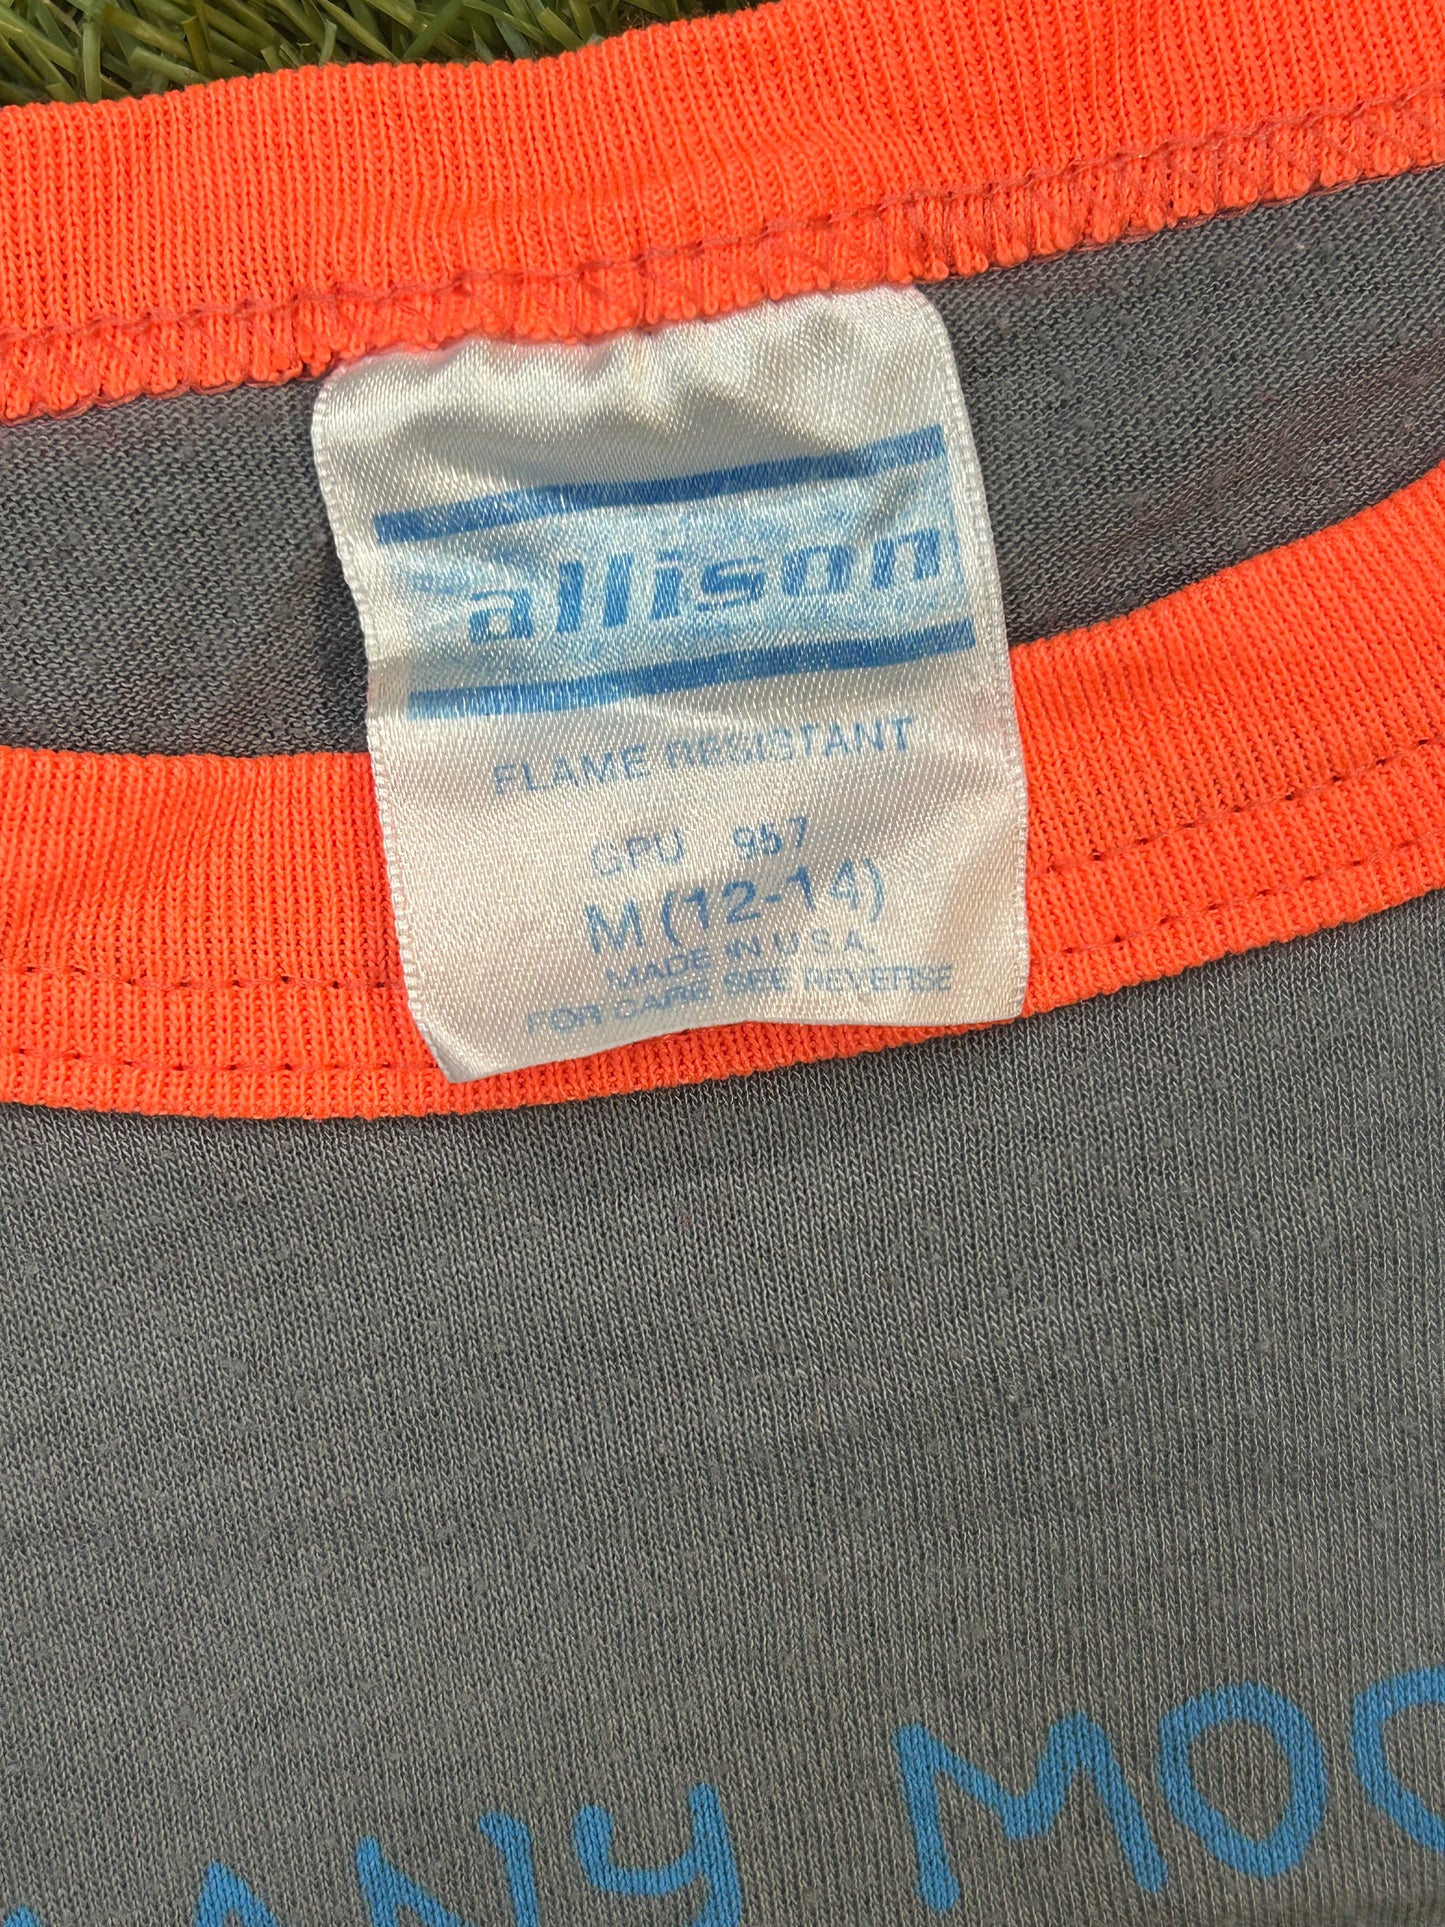 allison
FLAME RESISTANT
GPU 957
M (12-14)
MADE IN U.S.A.
FOR CARE SEE REVERSE